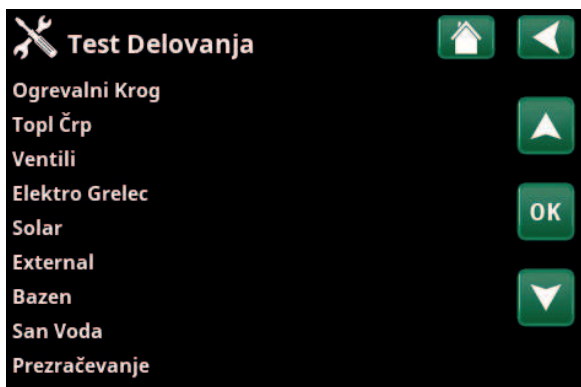 Test Delovanja
Ogrevalni Krog
Topl Črp
Ventili
Elektro Grelec
Solar
External
Bazen
San Voda
Prezračevanje
OK